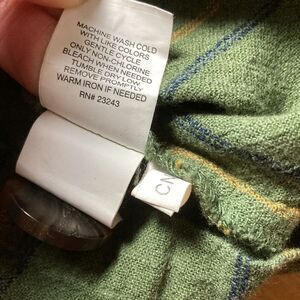 MACHINE WASH COLD
WITH LIKE COLORS
GENTLE CYCLE
ONLY NON-CHLORINE
BLEACH WHEN NEEDED
TUMBLE DRY LOW
REMOVE PROMPTLY
WARM IRON IF NEEDED
RN# 23243